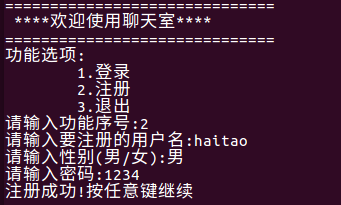 ==============================
****欢迎使用聊天室****
==============================
功能选项:
1.登录
2.注册
3.退出
请输入功能序号:2
请输入要注册的用户名:haitao
请输入性别(男/女):男
请输入密码:1234
注册成功!按任意键继续